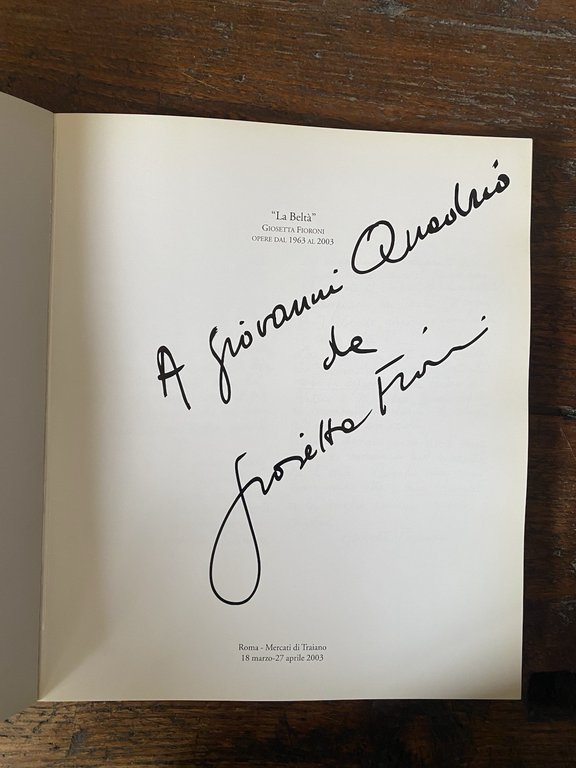 "La Beltà"
Giosetta Fioroni
opere dal 1963 al 2003
A Giovanni Quadrio
da
Giosetta Fioroni
Roma - Mercati di Traiano
18 marzo-27 aprile 2003